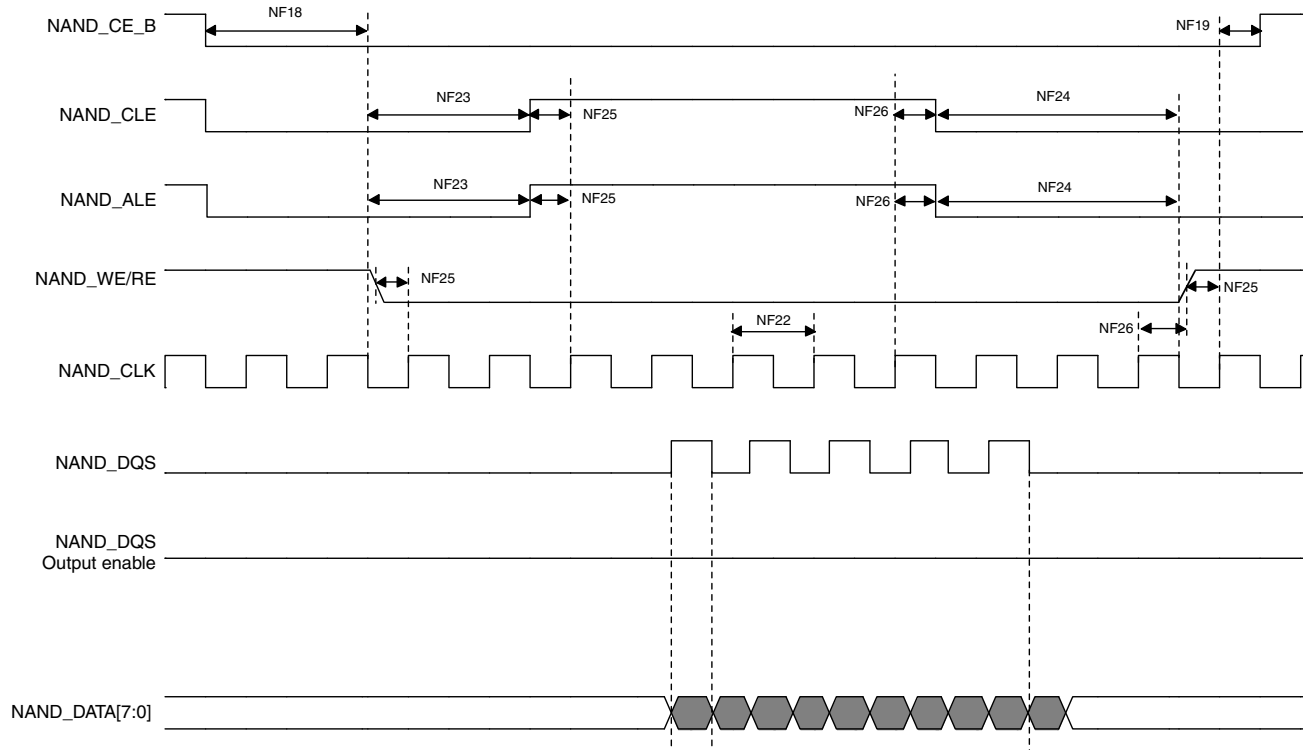 NF18
NAND_CE_B
NF19
NF23
NF24
NAND_CLE
NF25
NF26
NF23
NF24
NAND_ALE
NF25
NF26
NAND_WE/RE
NF25
NF25
NF22
NF26
NAND_CLK
NAND_DQS
NAND_DQS
Output enable
NAND_DATA[7:0]